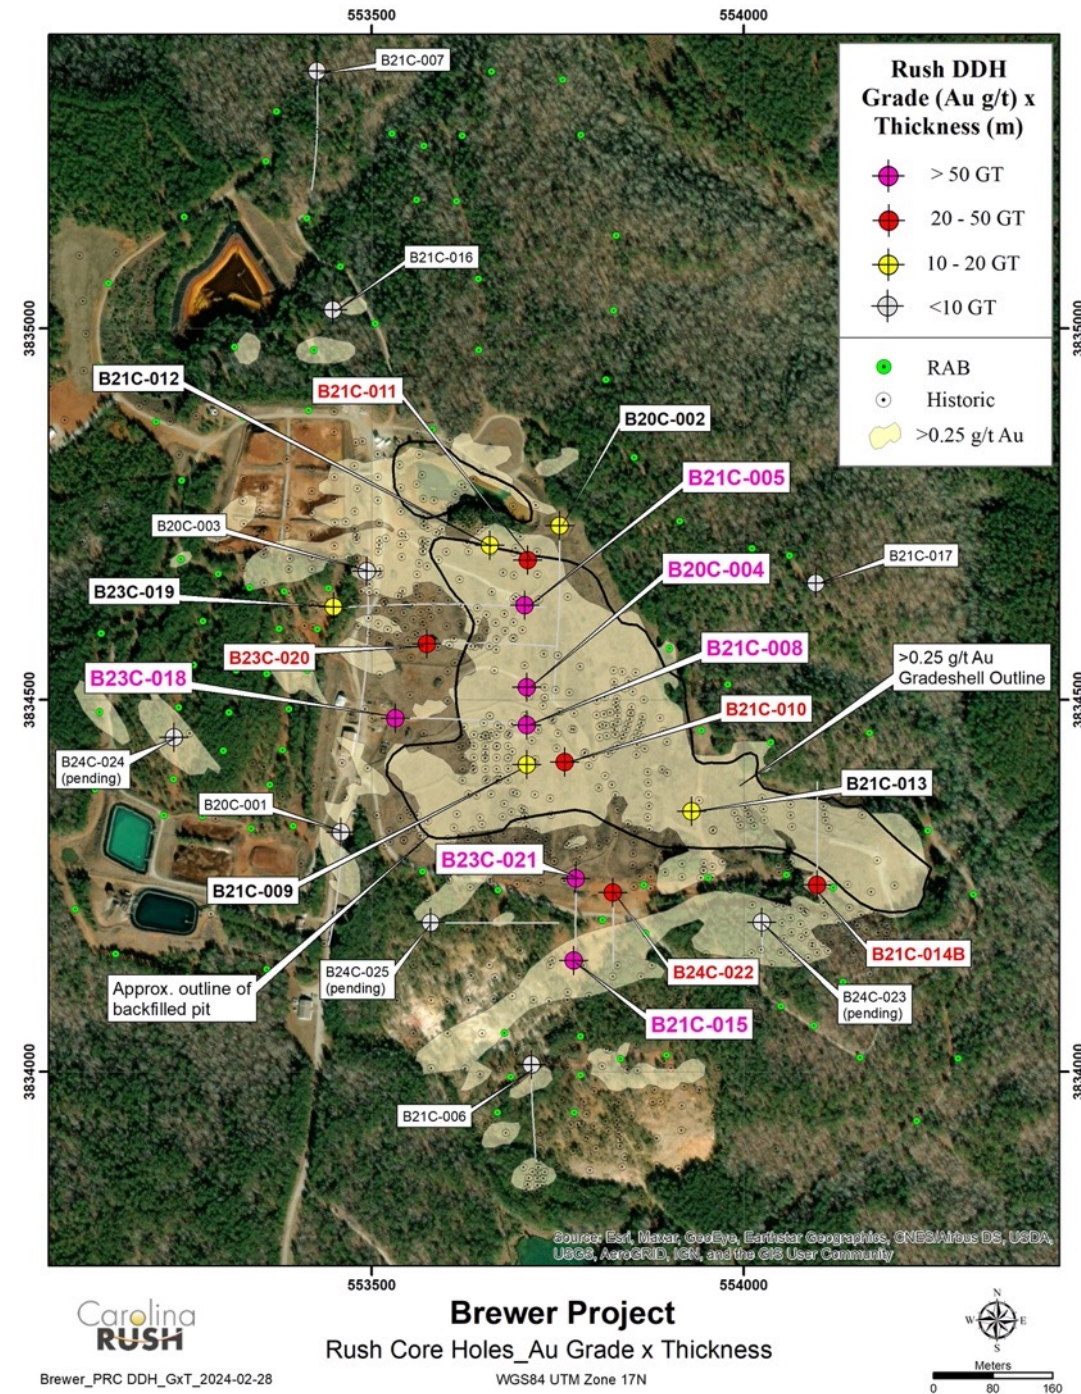 553500
554000
B21C-007
Rush DDH
Grade (Au g/t) x
Thickness (m)
> 50 GT
20 - 50 GT
10 - 20 GT
<10 GT
RAB
Historic
>0.25 g/t Au
B21C-016
3835000
3835000
B21C-012
B21C-011
B20C-002
B21C-005
B20C-003
B21C-017
B20C-004
B23C-019
B21C-008
B23C-020
>0.25 g/t Au
Gradeshell Outline
B23C-018
3834500
3834500
B21C-010
B24C-024
(pending)
B21C-013
B20C-001
B23C-021
B21C-009
B21C-014B
B24C-025
(pending)
B24C-022
Approx. outline of
backfilled pit
B24C-023
(pending)
B21C-015
3834000
3834000
B21C-006
Source: Esri, Maxar, GeoEye, Earthstar Geographics, CNES/Airbus DS, USDA,
USGS, AeroGRID, IGN, and the GIS User Community
553500
554000
Carolina
RUSH
Brewer Project
Rush Core Holes_Au Grade x Thickness
Brewer_PRC DDH_GxT_2024-02-28
WGS84 UTM Zone 17N
N
W
E
S
Meters
0 80 160